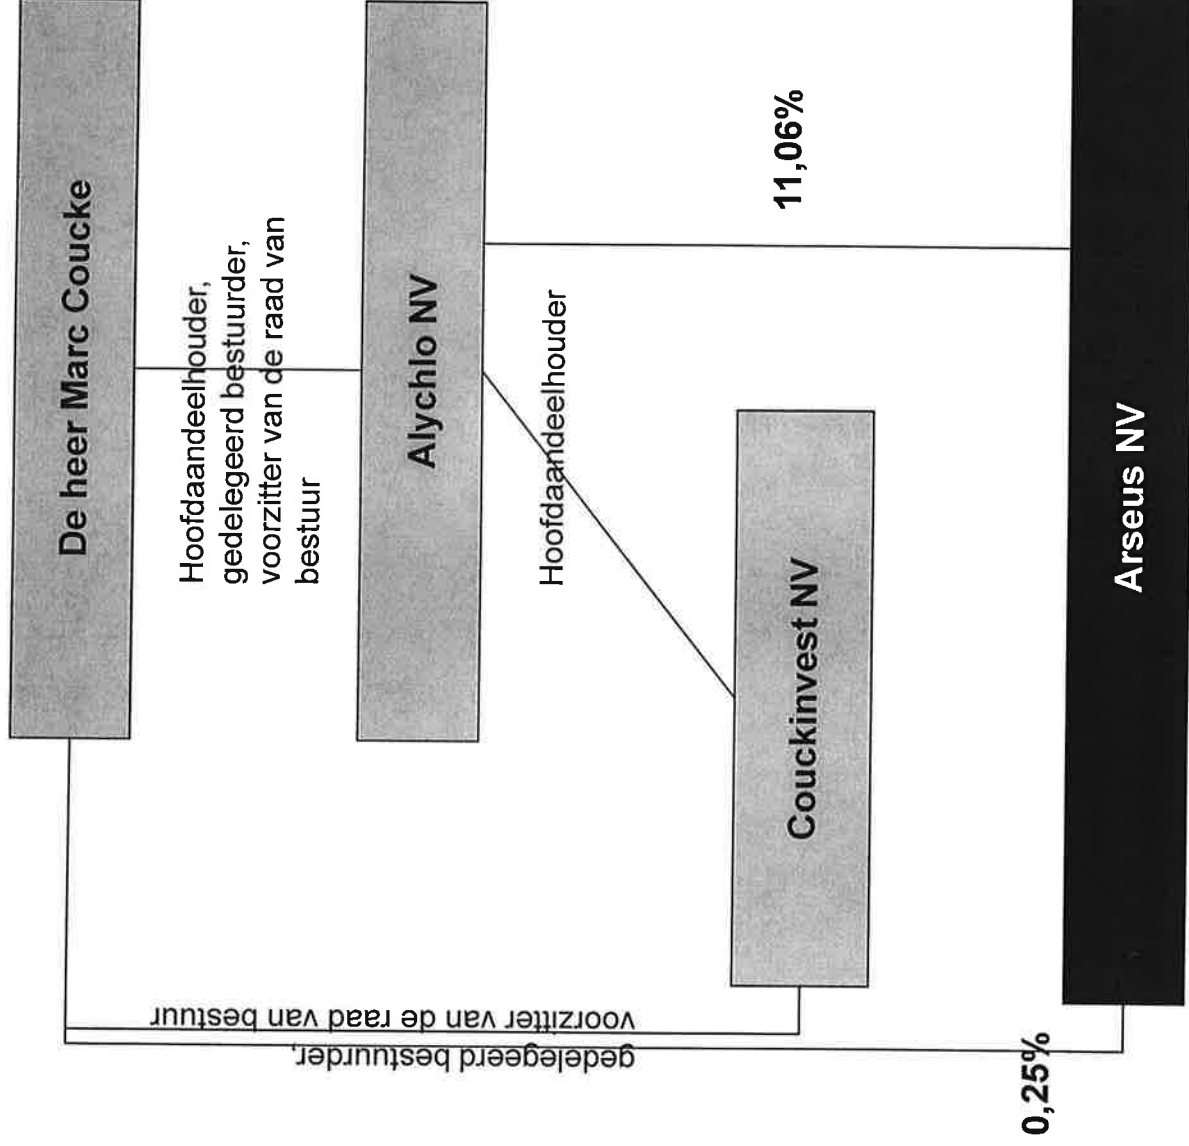 De heer Marc Coucke
Hoofdaandeelhouder,
gedelegeerd bestuurder,
voorzitter van de raad van
bestuur
Alychlo NV
Hoofdaandeelhouder
11,06%
Couckinvest NV
gedelegeerd bestuurder,
voorzitter van de raad van bestuur
0,25%
Arseus NV